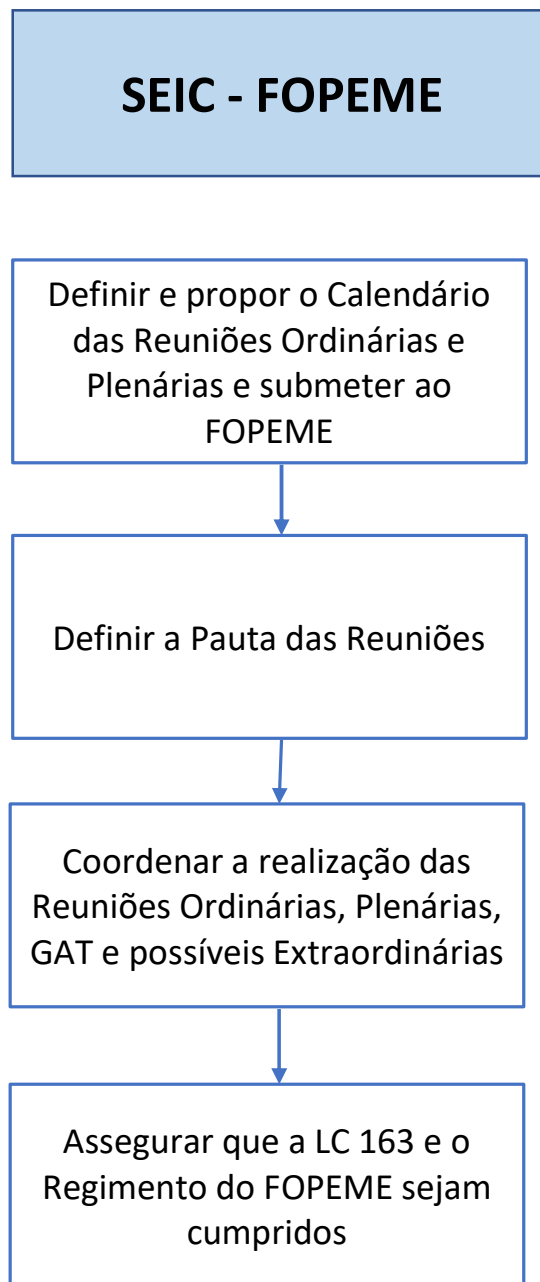 SEIC - FOPEME
Definir e propor o Calendário
das Reuniões Ordinárias e
Plenárias e submeter ao
FOPEME
Definir a Pauta das Reuniões
Coordenar a realização das
Reuniões Ordinárias, Plenárias,
GAT e possíveis Extraordinárias
Assegurar que a LC 163 e o
Regimento do FOPEME sejam
cumpridos